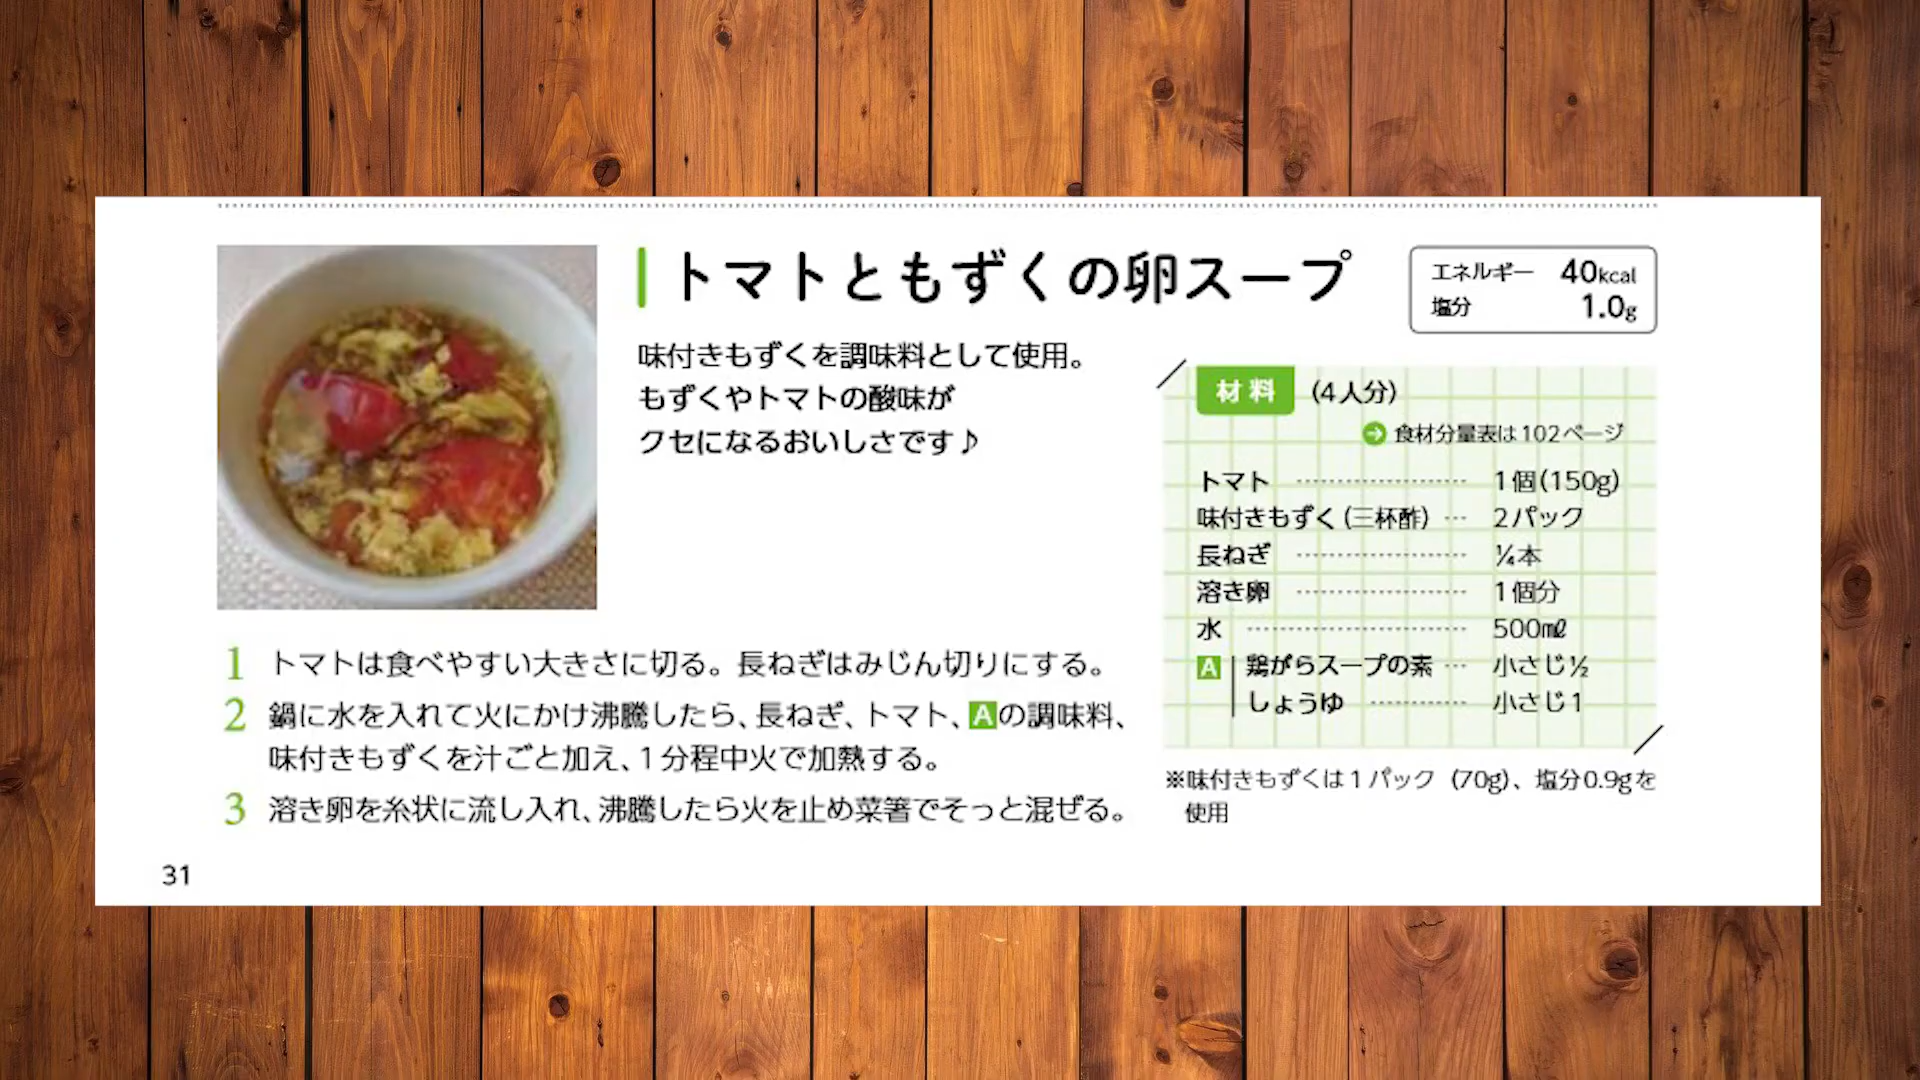 トマトともずくの卵スープ
エネルギー 40kcal
塩分 1.0g
味付きもずくを調味料として使用。
もずくやトマトの酸味が
クセになるおいしさです♪
材料 (4人分)
食材分量表は102ページ
トマト ………………… 1個(150g)
味付きもずく(三杯酢) … 2パック
長ねぎ ………………… ¼本
溶き卵 ………………… 1個分
水 ……………………… 500㎖
A 鶏がらスープの素 … 小さじ½
しょうゆ ………… 小さじ1
※味付きもずくは1パック(70g)、塩分0.9gを
使用
1 トマトは食べやすい大きさに切る。長ねぎはみじん切りにする。
2 鍋に水を入れて火にかけ沸騰したら、長ねぎ、トマト、Aの調味料、
味付きもずくを汁ごと加え、1分程中火で加熱する。
3 溶き卵を糸状に流し入れ、沸騰したら火を止め菜箸でそっと混ぜる。
31